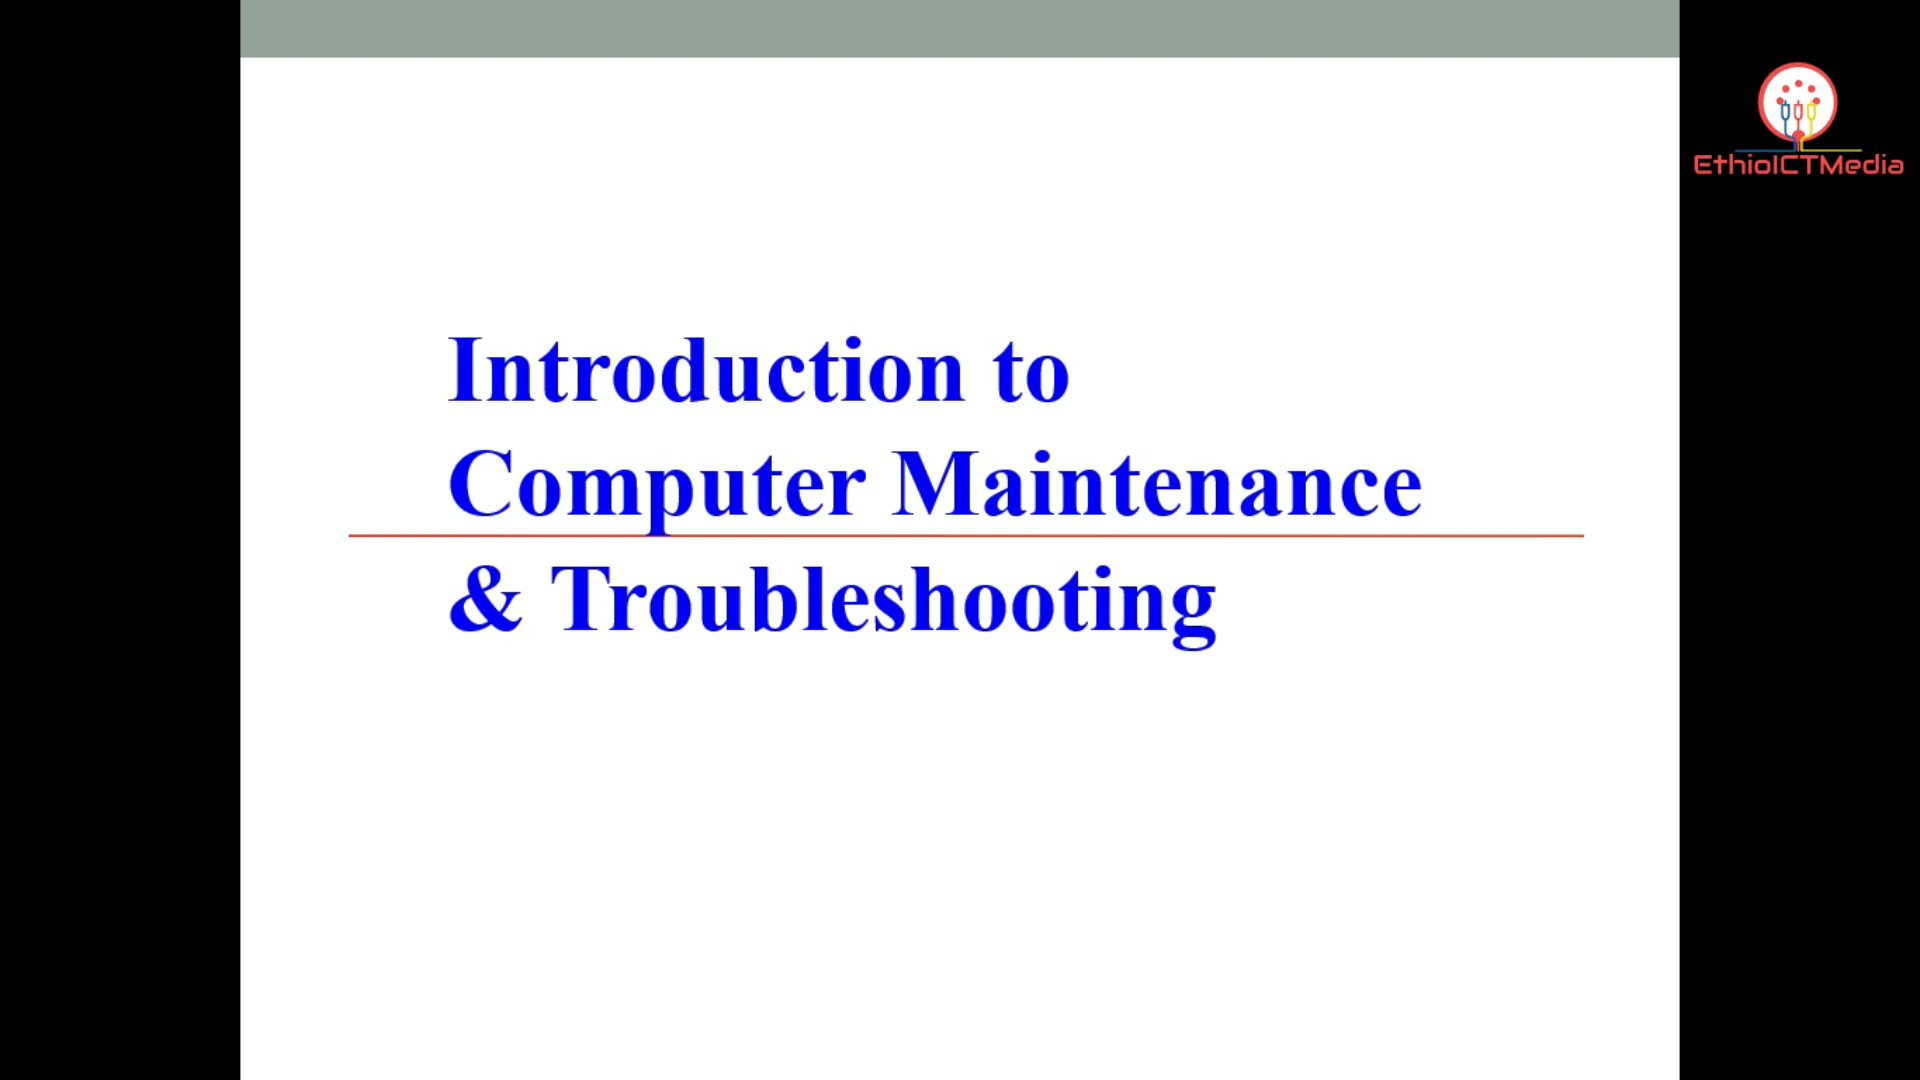 Introduction to
Computer Maintenance
& Troubleshooting
EthioICTMedia